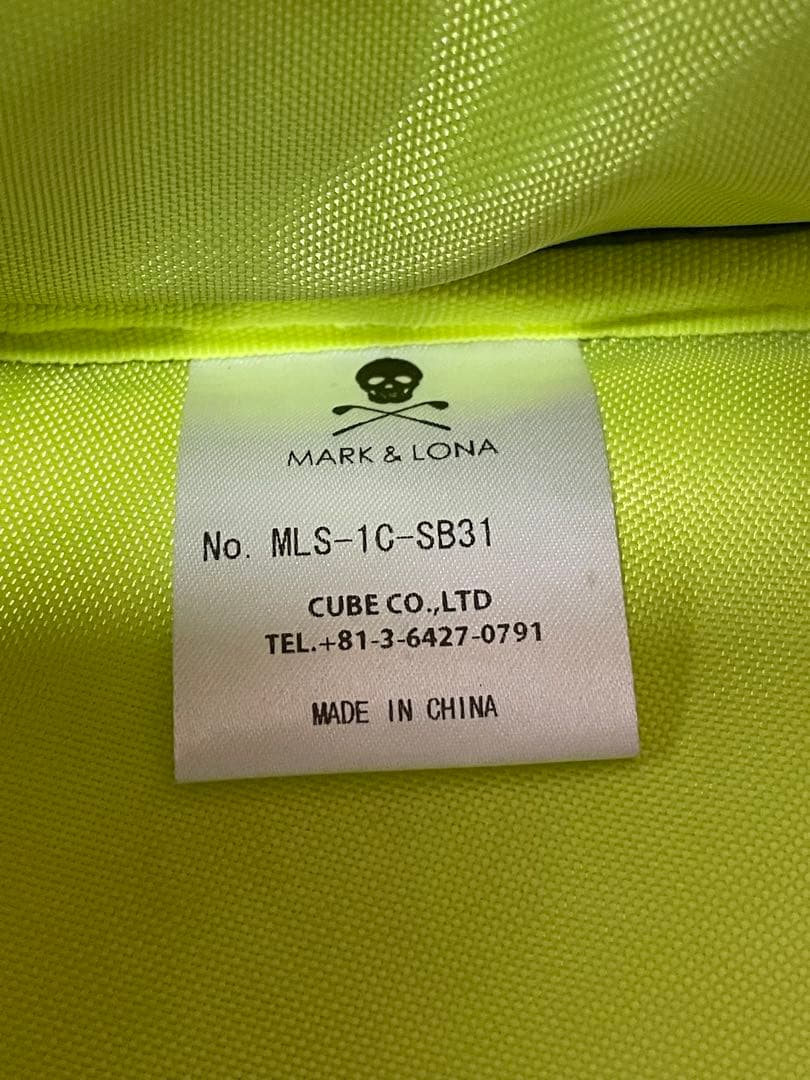 MARK & LONA
No. MLS-1C-SB31
CUBE CO.,LTD
TEL.+81-3-6427-0791
MADE IN CHINA